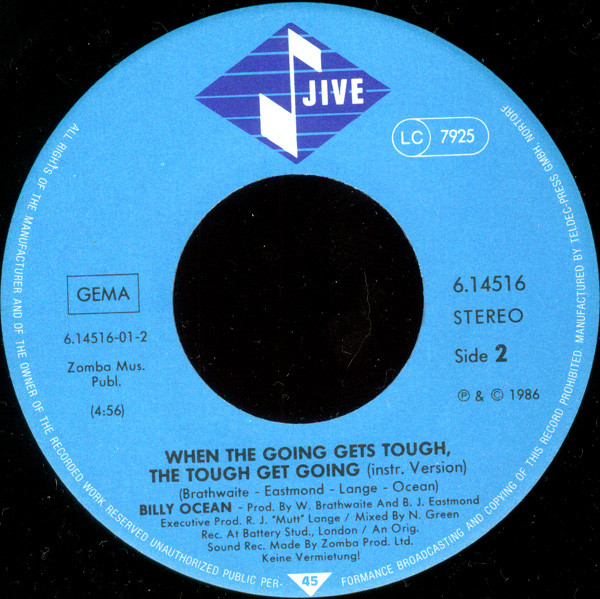 JIVE
LC 7925
GEMA
6.14516-01-2
Zomba Mus.
Publ.
(4:56)
6.14516
STEREO
Side 2
℗ & © 1986
WHEN THE GOING GETS TOUGH,
THE TOUGH GET GOING (instr. Version)
(Brathwaite - Eastmond - Lange - Ocean)
BILLY OCEAN - Prod. By W. Brathwaite And B. J. Eastmond
Executive Prod. R. J. "Mutt" Lange / Mixed By N. Green
Rec. At Battery Stud., London / An Orig.
Sound Rec. Made By Zomba Prod. Ltd.
Keine Vermietung!
ALL RIGHTS OF THE MANUFACTURER AND OF THE OWNER OF THE RECORDED WORK RESERVED UNAUTHORIZED PUBLIC PER-
45
FORMANCE BROADCASTING AND COPYING OF THIS RECORD PROHIBITED. MANUFACTURED BY TELDEC-PRESS GMBH, NORTORF